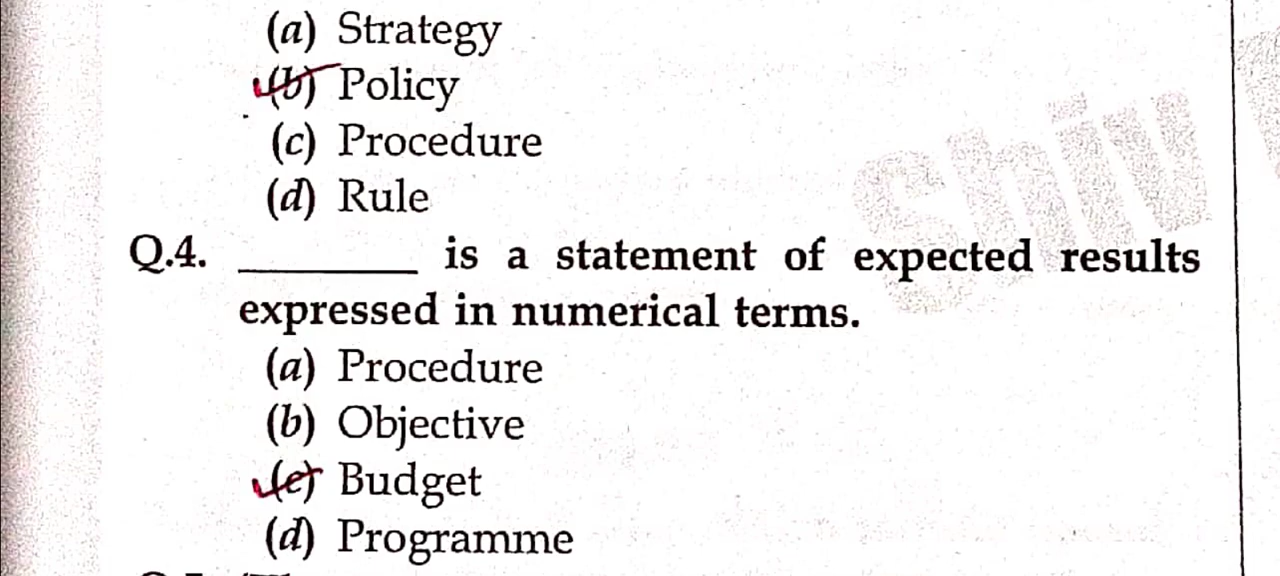 (a) Strategy
(b) Policy
(c) Procedure
(d) Rule
Q.4. ________ is a statement of expected results
expressed in numerical terms.
(a) Procedure
(b) Objective
(c) Budget
(d) Programme
shiv